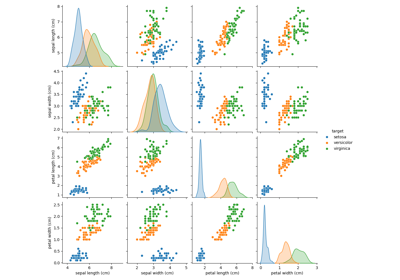 8
7
6
5
sepal length (cm)
4.5
4.0
3.5
3.0
2.5
2.0
sepal width (cm)
7
6
5
4
3
2
1
petal length (cm)
2.5
2.0
1.5
1.0
0.5
0.0
petal width (cm)
4 6 8
sepal length (cm)
2 3 4 5
sepal width (cm)
2 4 6
petal length (cm)
0 1 2 3
petal width (cm)
target
setosa
versicolor
virginica